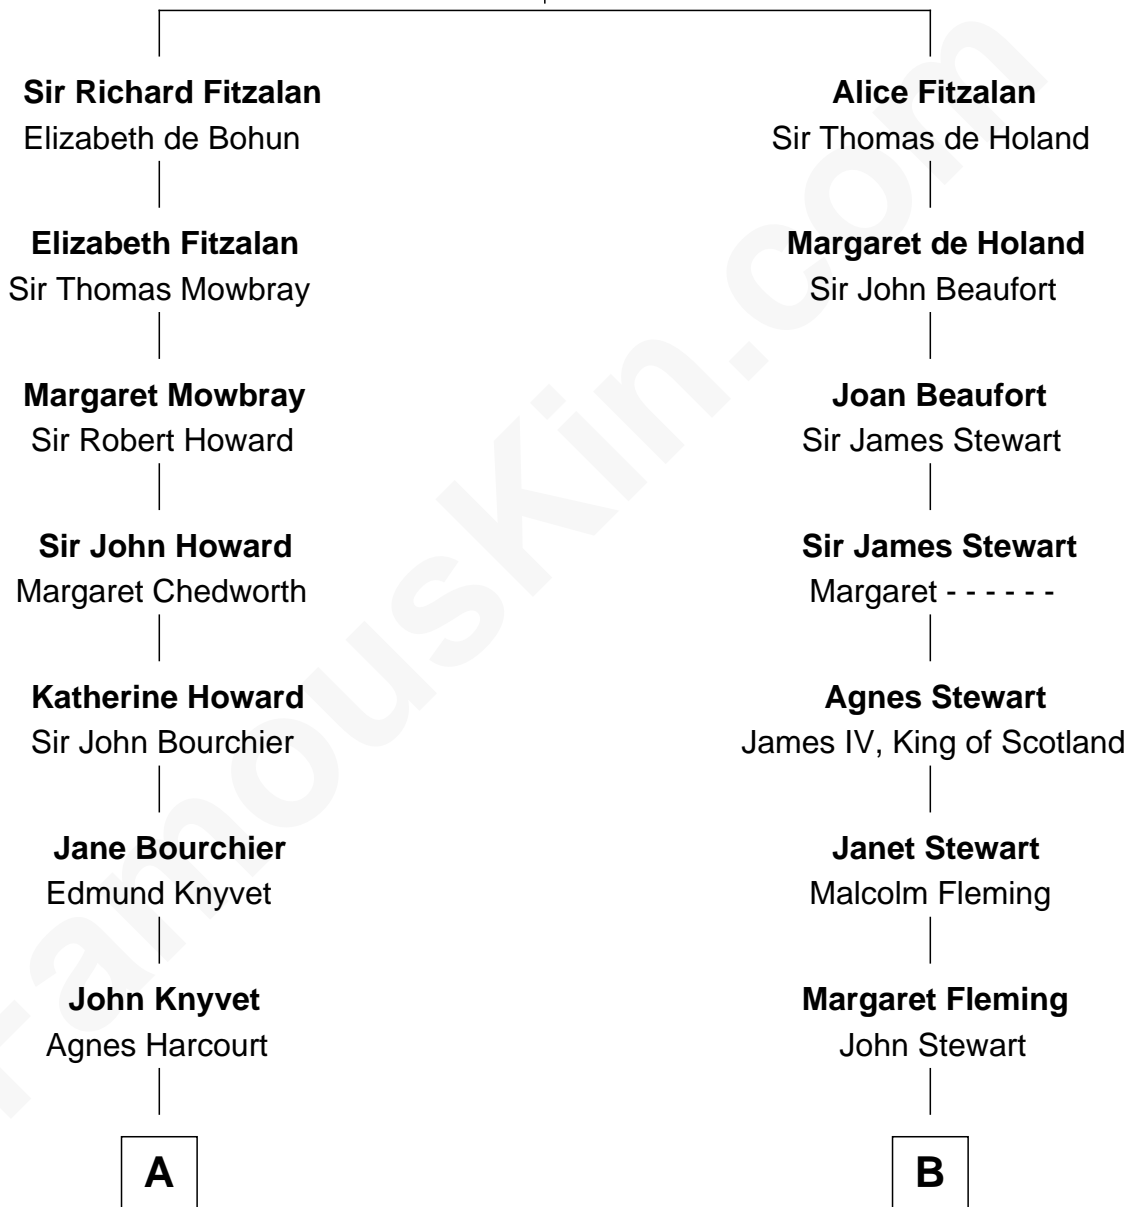 Sir Richard Fitzalan
Elizabeth de Bohun
Elizabeth Fitzalan
Sir Thomas Mowbray
Margaret Mowbray
Sir Robert Howard
Sir John Howard
Margaret Chedworth
Katherine Howard
Sir John Bourchier
Jane Bourchier
Edmund Knyvet
John Knyvet
Agnes Harcourt
A
Alice Fitzalan
Sir Thomas de Holand
Margaret de Holand
Sir John Beaufort
Joan Beaufort
Sir James Stewart
Sir James Stewart
Margaret - - - - - -
Agnes Stewart
James IV, King of Scotland
Janet Stewart
Malcolm Fleming
Margaret Fleming
John Stewart
B
FamousKin.com